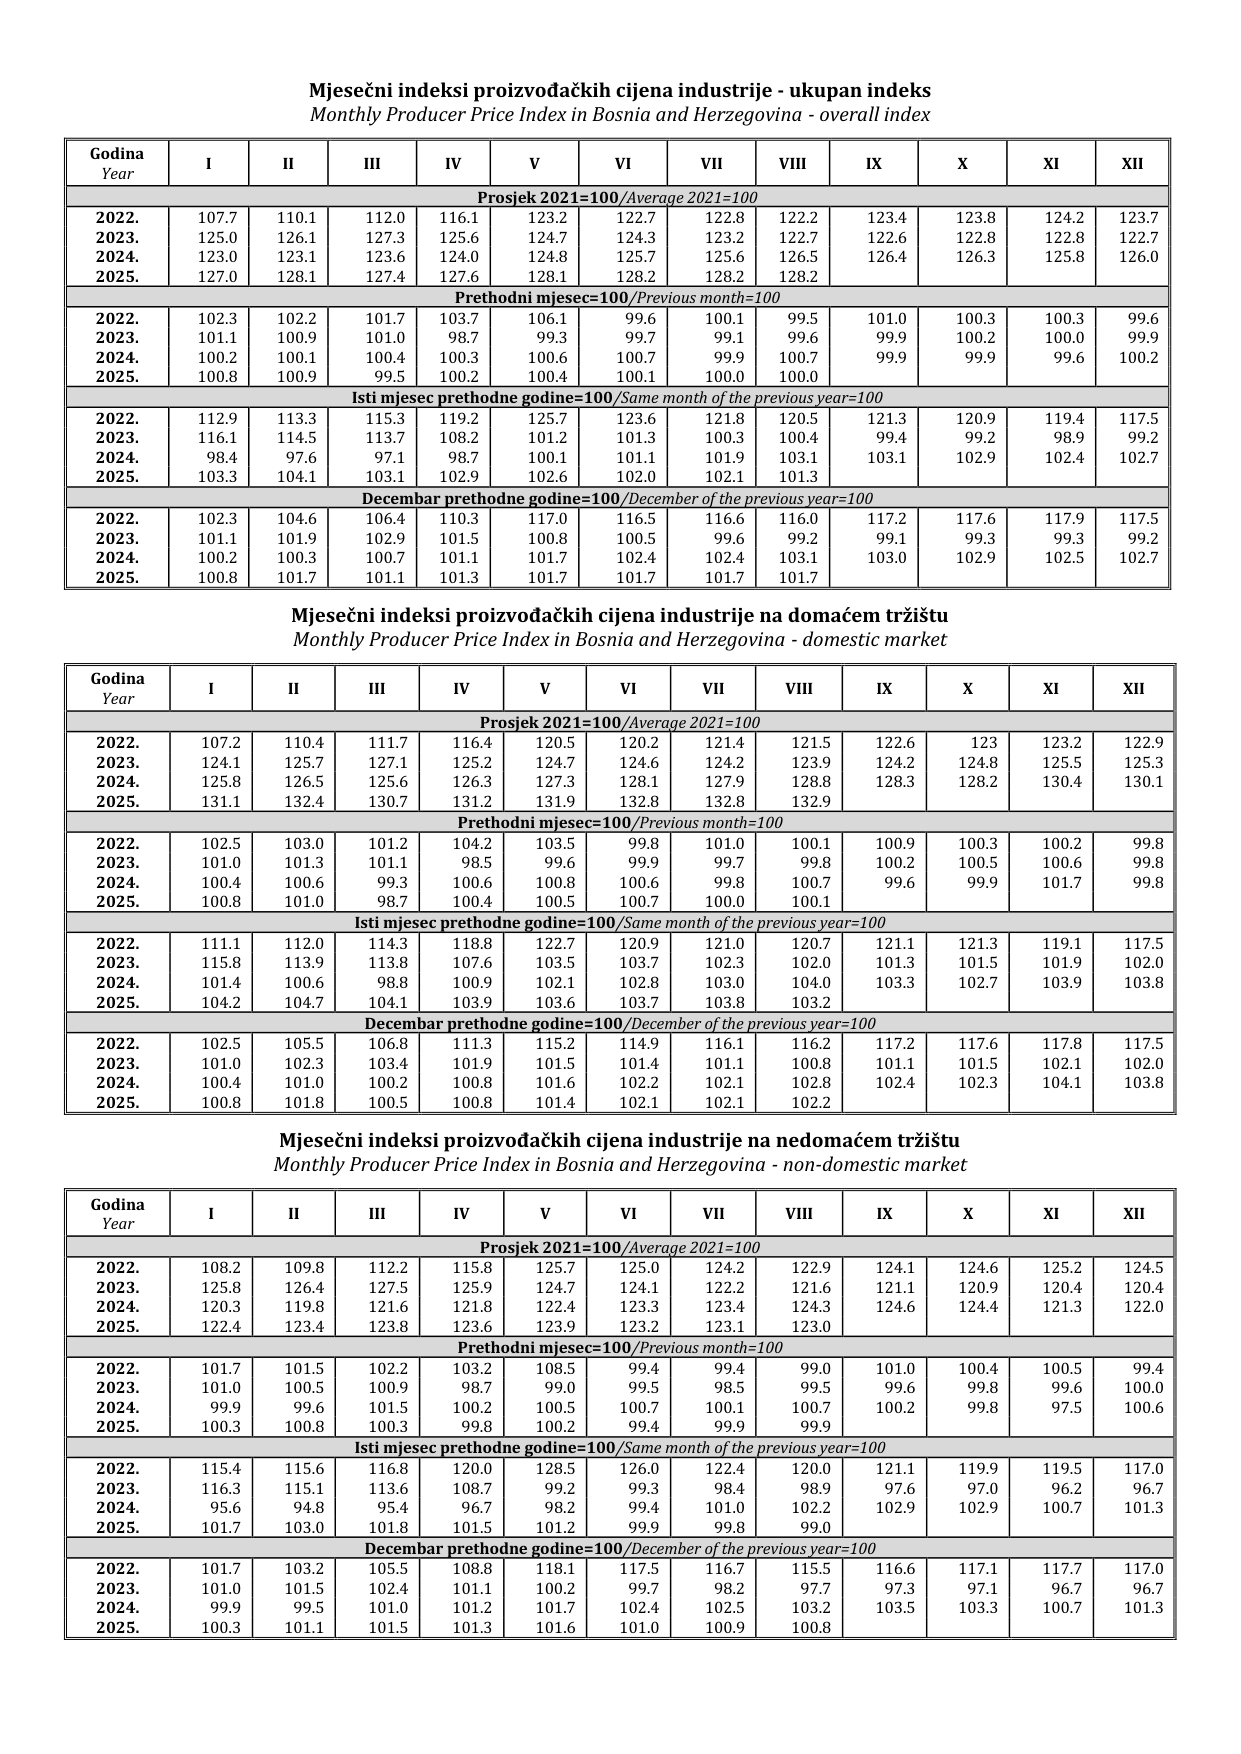 Mjesečni indeksi proizvođačkih cijena industrije - ukupan indeks
Monthly Producer Price Index in Bosnia and Herzegovina - overall index
Godina I II III IV V VI VII VIII IX X XI XII
Year
Prosjek 2021=100/Average 2021=100
2022. 107.7 110.1 112.0 116.1 123.2 122.7 122.8 122.2 123.4 123.8 124.2 123.7
2023. 125.0 126.1 127.3 125.6 124.7 124.3 123.2 122.7 122.6 122.8 122.8 122.7
2024. 123.0 123.1 123.6 124.0 124.8 125.7 125.6 126.5 126.4 126.3 125.8 126.0
2025. 127.0 128.1 127.4 127.6 128.1 128.2 128.2 128.2
Prethodni mjesec=100/Previous month=100
2022. 102.3 102.2 101.7 103.7 106.1 99.6 100.1 99.5 101.0 100.3 100.3 99.6
2023. 101.1 100.9 101.0 98.7 99.3 99.7 99.1 99.6 99.9 100.2 100.0 99.9
2024. 100.2 100.1 100.4 100.3 100.6 100.7 99.9 100.7 99.9 99.9 99.6 100.2
2025. 100.8 100.9 99.5 100.2 100.4 100.1 100.0 100.0
Isti mjesec prethodne godine=100/Same month of the previous year=100
2022. 112.9 113.3 115.3 119.2 125.7 123.6 121.8 120.5 121.3 120.9 119.4 117.5
2023. 116.1 114.5 113.7 108.2 101.2 101.3 100.3 100.4 99.4 99.2 98.9 99.2
2024. 98.4 97.6 97.1 98.7 100.1 101.1 101.9 103.1 103.1 102.9 102.4 102.7
2025. 103.3 104.1 103.1 102.9 102.6 102.0 102.1 101.3
Decembar prethodne godine=100/December of the previous year=100
2022. 102.3 104.6 106.4 110.3 117.0 116.5 116.6 116.0 117.2 117.6 117.9 117.5
2023. 101.1 101.9 102.9 101.5 100.8 100.5 99.6 99.2 99.1 99.3 99.3 99.2
2024. 100.2 100.3 100.7 101.1 101.7 102.4 102.4 103.1 103.0 102.9 102.5 102.7
2025. 100.8 101.7 101.1 101.3 101.7 101.7 101.7 101.7
Mjesečni indeksi proizvođačkih cijena industrije na domaćem tržištu
Monthly Producer Price Index in Bosnia and Herzegovina - domestic market
Godina I II III IV V VI VII VIII IX X XI XII
Year
Prosjek 2021=100/Average 2021=100
2022. 107.2 110.4 111.7 116.4 120.5 120.2 121.4 121.5 122.6 123 123.2 122.9
2023. 124.1 125.7 127.1 125.2 124.7 124.6 124.2 123.9 124.2 124.8 125.5 125.3
2024. 125.8 126.5 125.6 126.3 127.3 128.1 127.9 128.8 128.3 128.2 130.4 130.1
2025. 131.1 132.4 130.7 131.2 131.9 132.8 132.8 132.9
Prethodni mjesec=100/Previous month=100
2022. 102.5 103.0 101.2 104.2 103.5 99.8 101.0 100.1 100.9 100.3 100.2 99.8
2023. 101.0 101.3 101.1 98.5 99.6 99.9 99.7 99.8 100.2 100.5 100.6 99.8
2024. 100.4 100.6 99.3 100.6 100.8 100.6 99.8 100.7 99.6 99.9 101.7 99.8
2025. 100.8 101.0 98.7 100.4 100.5 100.7 100.0 100.1
Isti mjesec prethodne godine=100/Same month of the previous year=100
2022. 111.1 112.0 114.3 118.8 122.7 120.9 121.0 120.7 121.1 121.3 119.1 117.5
2023. 115.8 113.9 113.8 107.6 103.5 103.7 102.3 102.0 101.3 101.5 101.9 102.0
2024. 101.4 100.6 98.8 100.9 102.1 102.8 103.0 104.0 103.3 102.7 103.9 103.8
2025. 104.2 104.7 104.1 103.9 103.6 103.7 103.8 103.2
Decembar prethodne godine=100/December of the previous year=100
2022. 102.5 105.5 106.8 111.3 115.2 114.9 116.1 116.2 117.2 117.6 117.8 117.5
2023. 101.0 102.3 103.4 101.9 101.5 101.4 101.1 100.8 101.1 101.5 102.1 102.0
2024. 100.4 101.0 100.2 100.8 101.6 102.2 102.1 102.8 102.4 102.3 104.1 103.8
2025. 100.8 101.8 100.5 100.8 101.4 102.1 102.1 102.2
Mjesečni indeksi proizvođačkih cijena industrije na nedomaćem tržištu
Monthly Producer Price Index in Bosnia and Herzegovina - non-domestic market
Godina I II III IV V VI VII VIII IX X XI XII
Year
Prosjek 2021=100/Average 2021=100
2022. 108.2 109.8 112.2 115.8 125.7 125.0 124.2 122.9 124.1 124.6 125.2 124.5
2023. 125.8 126.4 127.5 125.9 124.7 124.1 122.2 121.6 121.1 120.9 120.4 120.4
2024. 120.3 119.8 121.6 121.8 122.4 123.3 123.4 124.3 124.6 124.4 121.3 122.0
2025. 122.4 123.4 123.8 123.6 123.9 123.2 123.1 123.0
Prethodni mjesec=100/Previous month=100
2022. 101.7 101.5 102.2 103.2 108.5 99.4 99.4 99.0 101.0 100.4 100.5 99.4
2023. 101.0 100.5 100.9 98.7 99.0 99.5 98.5 99.5 99.6 99.8 99.6 100.0
2024. 99.9 99.6 101.5 100.2 100.5 100.7 100.1 100.7 100.2 99.8 97.5 100.6
2025. 100.3 100.8 100.3 99.8 100.2 99.4 99.9 99.9
Isti mjesec prethodne godine=100/Same month of the previous year=100
2022. 115.4 115.6 116.8 120.0 128.5 126.0 122.4 120.0 121.1 119.9 119.5 117.0
2023. 116.3 115.1 113.6 108.7 99.2 99.3 98.4 98.9 97.6 97.0 96.2 96.7
2024. 95.6 94.8 95.4 96.7 98.2 99.4 101.0 102.2 102.9 102.9 100.7 101.3
2025. 101.7 103.0 101.8 101.5 101.2 99.9 99.8 99.0
Decembar prethodne godine=100/December of the previous year=100
2022. 101.7 103.2 105.5 108.8 118.1 117.5 116.7 115.5 116.6 117.1 117.7 117.0
2023. 101.0 101.5 102.4 101.1 100.2 99.7 98.2 97.7 97.3 97.1 96.7 96.7
2024. 99.9 99.5 101.0 101.2 101.7 102.4 102.5 103.2 103.5 103.3 100.7 101.3
2025. 100.3 101.1 101.5 101.3 101.6 101.0 100.9 100.8